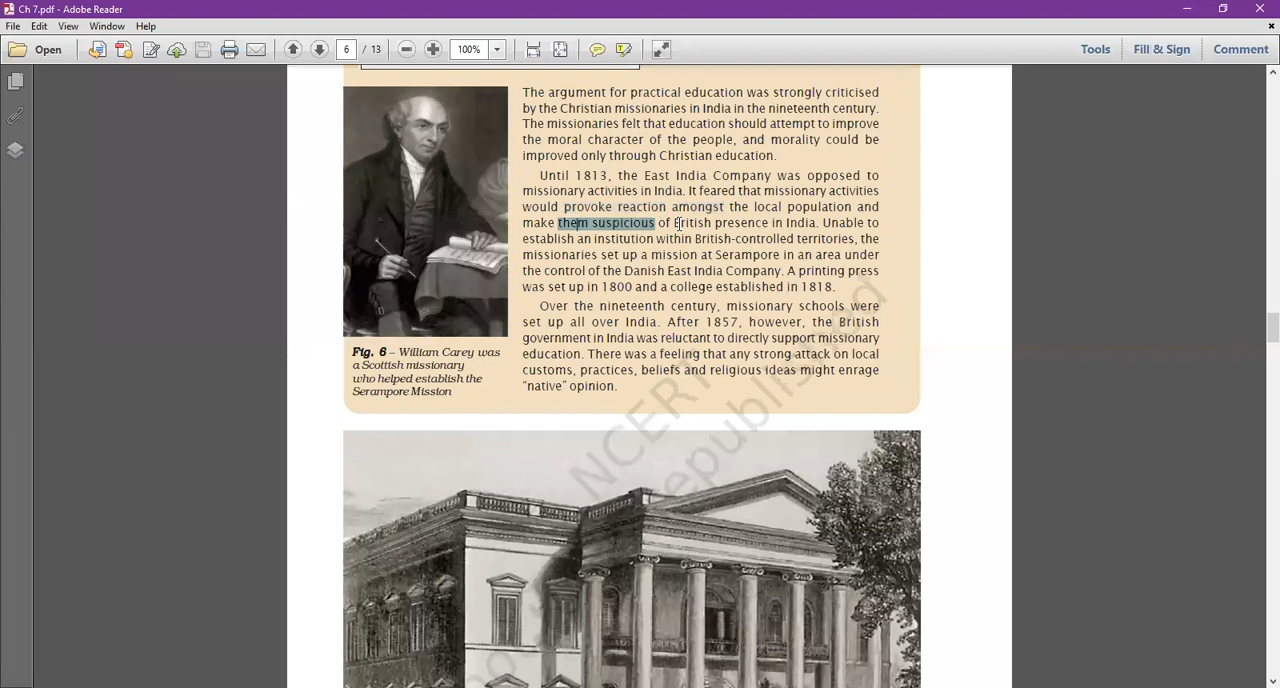 Ch 7.pdf - Adobe Reader
File Edit View Window Help
Open 6 / 13 100% Tools Fill & Sign Comment
The argument for practical education was strongly criticised
by the Christian missionaries in India in the nineteenth century.
The missionaries felt that education should attempt to improve
the moral character of the people, and morality could be
improved only through Christian education.
Until 1813, the East India Company was opposed to
missionary activities in India. It feared that missionary activities
would provoke reaction amongst the local population and
make them suspicious of British presence in India. Unable to
establish an institution within British-controlled territories, the
missionaries set up a mission at Serampore in an area under
the control of the Danish East India Company. A printing press
was set up in 1800 and a college established in 1818.
Over the nineteenth century, missionary schools were
set up all over India. After 1857, however, the British
government in India was reluctant to directly support missionary
education. There was a feeling that any strong attack on local
customs, practices, beliefs and religious ideas might enrage
"native" opinion.
Fig. 6 – William Carey was
a Scottish missionary
who helped establish the
Serampore Mission
NCERT
republished